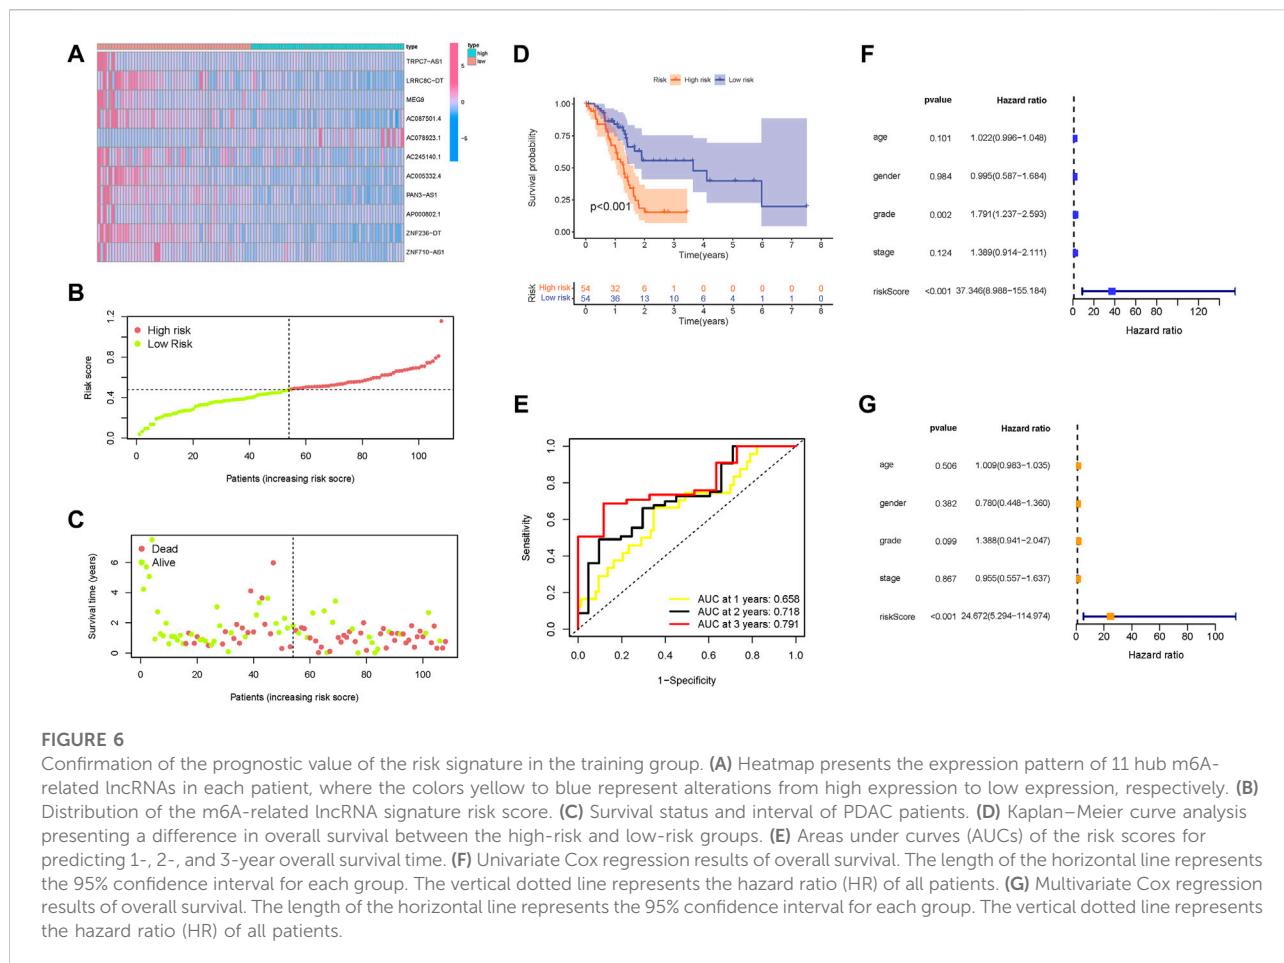 A
type
type
high
low
5
0
−5
TRPC7−AS1
LRRC8C−DT
MEG9
AC087501.4
AC078923.1
AC245140.1
AC005332.4
PAN3−AS1
AP000802.1
ZNF236−DT
ZNF710−AS1
B
Risk score
0.0 0.4 0.8 1.2
High risk
Low Risk
0 20 40 60 80 100
Patients (increasing risk socre)
C
Survival time (years)
0 2 4 6
Dead
Alive
0 20 40 60 80 100
Patients (increasing risk socre)
D
Risk High risk Low risk
Survival probability
1.00
0.75
0.50
0.25
0.00
p<0.001
0 1 2 3 4 5 6 7 8
Time(years)
Risk
High risk 54 32 6 1 0 0 0 0 0
Low risk 54 36 13 10 6 4 1 1 0
0 1 2 3 4 5 6 7 8
Time(years)
E
Sensitivity
0.0 0.2 0.4 0.6 0.8 1.0
AUC at 1 years: 0.658
AUC at 2 years: 0.718
AUC at 3 years: 0.791
0.0 0.2 0.4 0.6 0.8 1.0
1−Specificity
F
pvalue Hazard ratio
age 0.101 1.022(0.996−1.048)
gender 0.984 0.995(0.587−1.684)
grade 0.002 1.791(1.237−2.593)
stage 0.124 1.389(0.914−2.111)
riskScore <0.001 37.346(8.988−155.184)
0 20 40 60 80 100 140
Hazard ratio
G
pvalue Hazard ratio
age 0.506 1.009(0.983−1.035)
gender 0.382 0.780(0.448−1.360)
grade 0.099 1.388(0.941−2.047)
stage 0.867 0.955(0.557−1.637)
riskScore <0.001 24.672(5.294−114.974)
0 20 40 60 80 100
Hazard ratio
FIGURE 6
Confirmation of the prognostic value of the risk signature in the training group. (A) Heatmap presents the expression pattern of 11 hub m6A-
related lncRNAs in each patient, where the colors yellow to blue represent alterations from high expression to low expression, respectively. (B)
Distribution of the m6A-related lncRNA signature risk score. (C) Survival status and interval of PDAC patients. (D) Kaplan–Meier curve analysis
presenting a difference in overall survival between the high-risk and low-risk groups. (E) Areas under curves (AUCs) of the risk scores for
predicting 1-, 2-, and 3-year overall survival time. (F) Univariate Cox regression results of overall survival. The length of the horizontal line represents
the 95% confidence interval for each group. The vertical dotted line represents the hazard ratio (HR) of all patients. (G) Multivariate Cox regression
results of overall survival. The length of the horizontal line represents the 95% confidence interval for each group. The vertical dotted line represents
the hazard ratio (HR) of all patients.